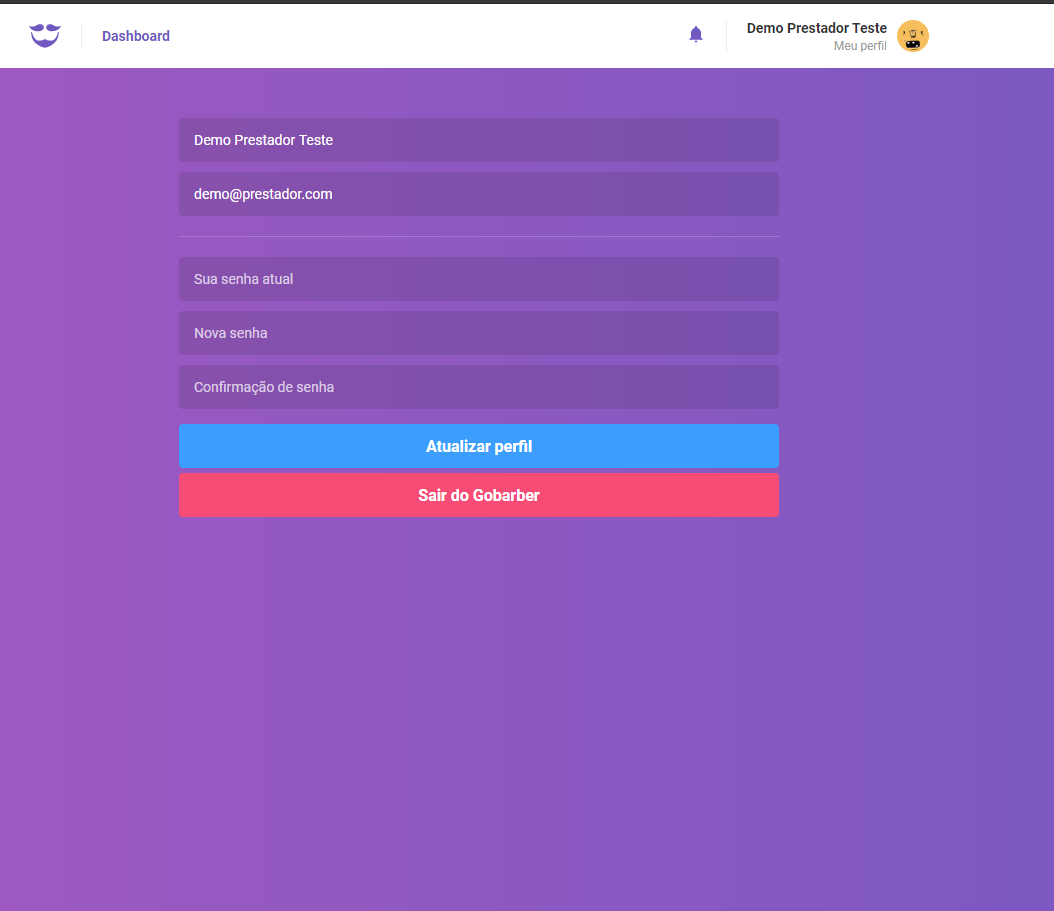 Dashboard
Demo Prestador Teste
Meu perfil
Demo Prestador Teste
demo@prestador.com
Sua senha atual
Nova senha
Confirmação de senha
Atualizar perfil
Sair do Gobarber